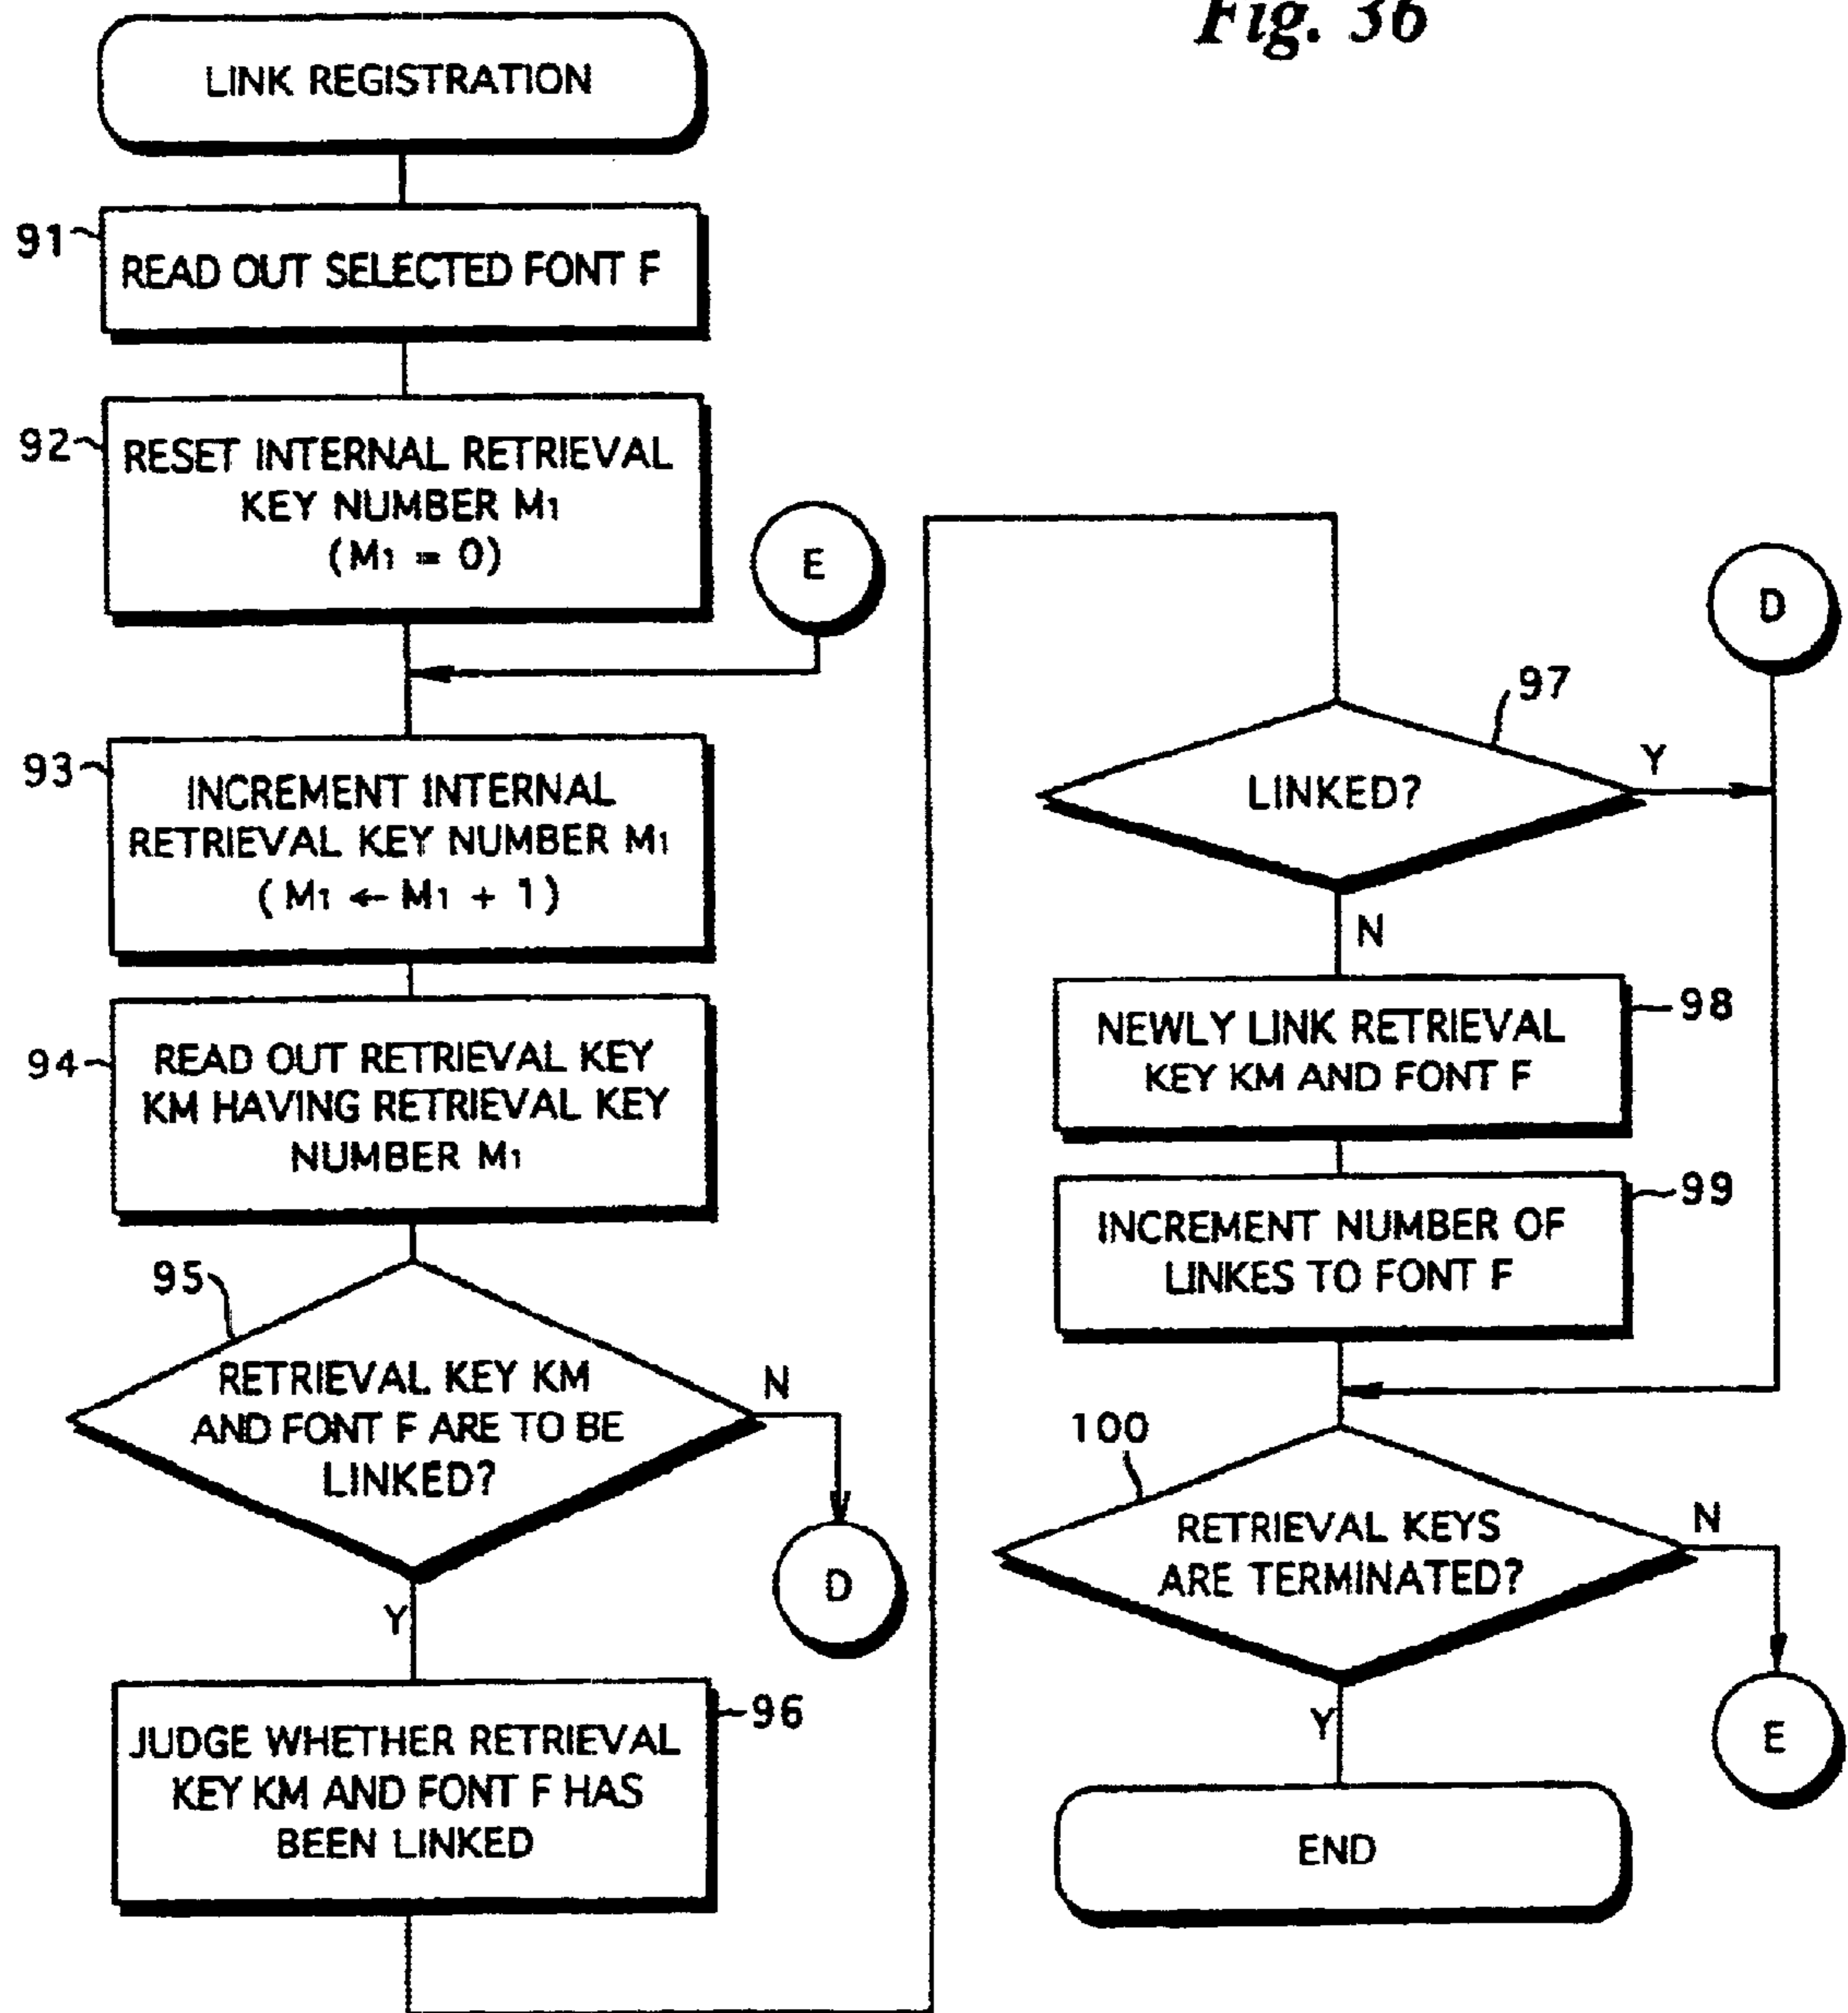 Fig. 36
LINK REGISTRATION
91
READ OUT SELECTED FONT F
92
RESET INTERNAL RETRIEVAL
KEY NUMBER M1
(M1 = 0)
E
93
INCREMENT INTERNAL
RETRIEVAL KEY NUMBER M1
(M1 ← M1 + 1)
94
READ OUT RETRIEVAL KEY
KM HAVING RETRIEVAL KEY
NUMBER M1
95
RETRIEVAL KEY KM
AND FONT F ARE TO BE
LINKED?
N
D
Y
96
JUDGE WHETHER RETRIEVAL
KEY KM AND FONT F HAS
BEEN LINKED
D
97
LINKED?
Y
N
98
NEWLY LINK RETRIEVAL
KEY KM AND FONT F
99
INCREMENT NUMBER OF
LINKES TO FONT F
100
RETRIEVAL KEYS
ARE TERMINATED?
N
E
Y
END